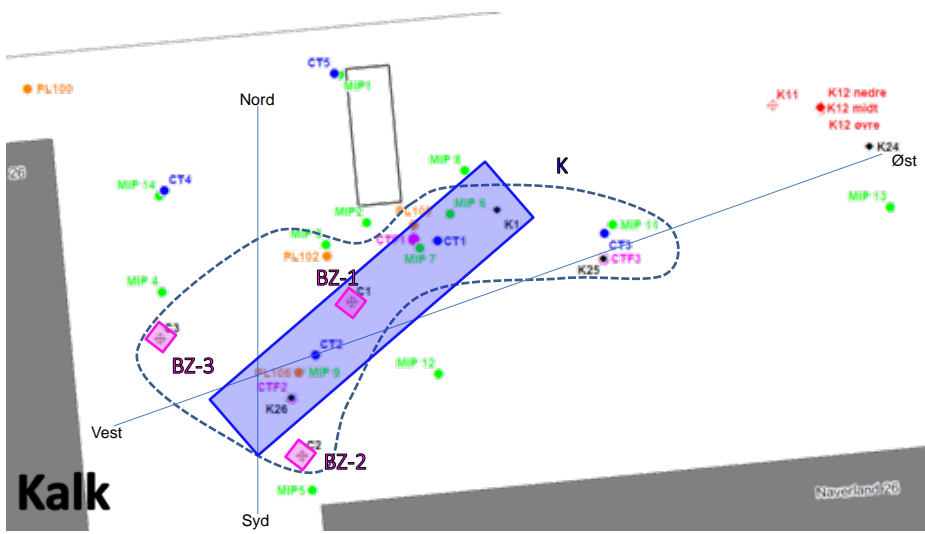 CT5
MIP1
PL100
Nord
K11
K12 nedre
K12 midt
K12 øvre
K24
Øst
26
MIP 14
CT4
MIP 8
K
MIP 13
MIP2
MIP 6
K1
MIP 11
MIP 3
CTF1
CT1
CT3
PL102
MIP 7
CTF3
K25
MIP 4
BZ-1
C1
C3
BZ-3
CT2
MIP 9
MIP 12
CTF2
K26
Vest
C2
BZ-2
MIP5
Kalk
Syd
Naverland 26